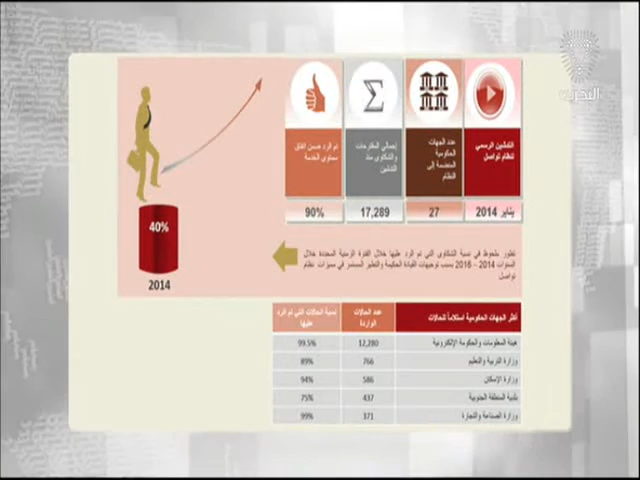 البحرين
التدشين الرسمي
لنظام تواصل
عدد الجهات
الحكومية
المنضمة إلى
النظام
إجمالي المقترحات
والشكاوى منذ
التدشين
تم الرد ضمن اتفاق
مستوى الخدمة
يناير 2014
27
17,289
90%
40%
2014
تطور ملحوظ في نسبة الشكاوى التي تم الرد عليها خلال الفترة الزمنية المحددة خلال
السنوات 2014 – 2016 بسبب توجيهات القيادة الحكيمة والتطوير المستمر في مميزات نظام
تواصل
أكثر الجهات الحكومية استلاماً للحالات
عدد الحالات
الواردة
نسبة الحالات التي تم الرد
عليها
هيئة المعلومات والحكومة الإلكترونية 12,280 99.5%
وزارة التربية والتعليم 766 89%
وزارة الإسكان 586 94%
بلدية المنطقة الجنوبية 437 75%
وزارة الصناعة والتجارة 371 99%